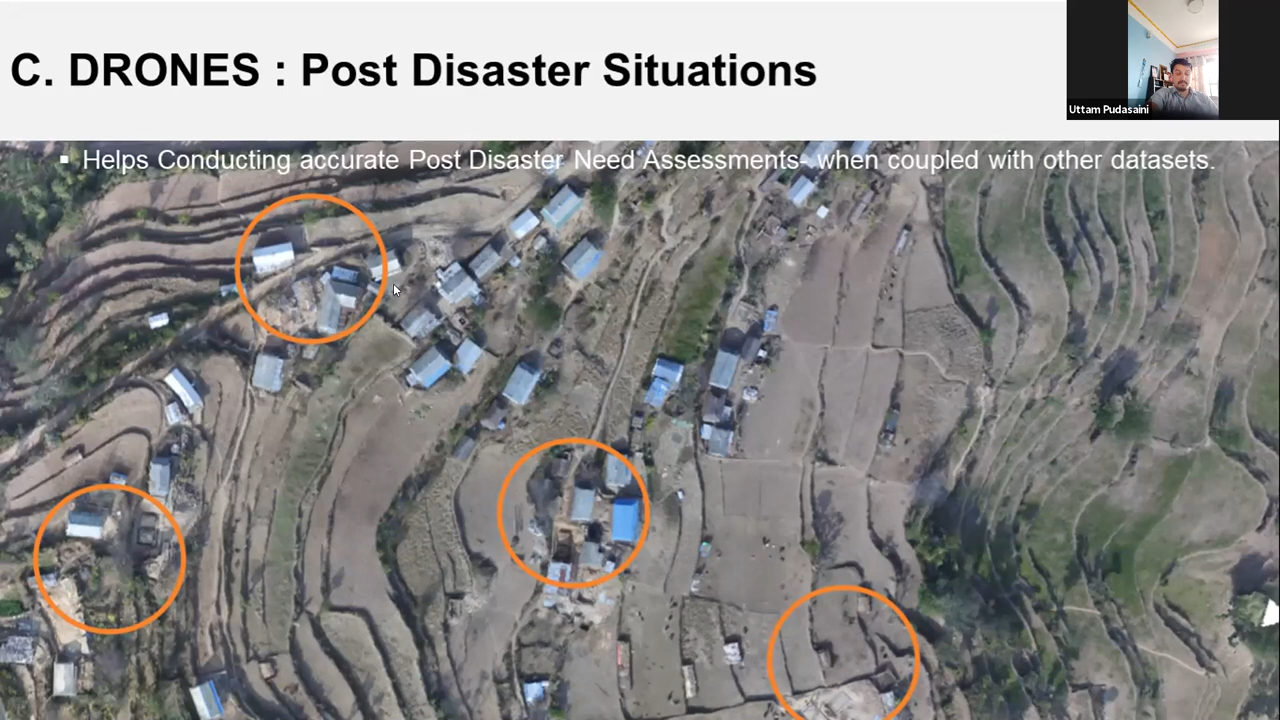 C. DRONES : Post Disaster Situations
Uttam Pudasaini
▪ Helps Conducting accurate Post Disaster Need Assessments- when coupled with other datasets.